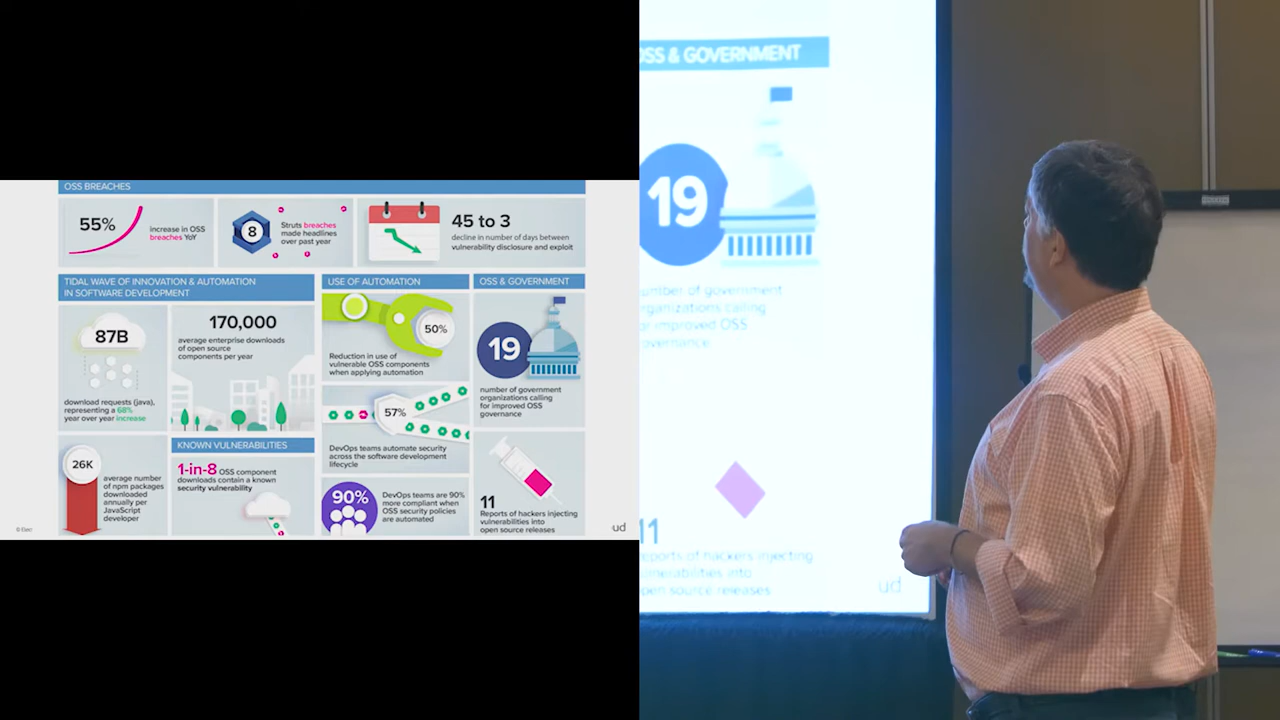 OSS BREACHES
55%
increase in OSS
breaches YoY
8
Struts breaches
made headlines
over past year
45 to 3
decline in number of days between
vulnerability disclosure and exploit
TIDAL WAVE OF INNOVATION & AUTOMATION
IN SOFTWARE DEVELOPMENT
87B
download requests (java),
representing a 68%
year over year increase
170,000
average enterprise downloads
of open source
components per year
26K
average number
of npm packages
downloaded
annually per
JavaScript
developer
KNOWN VULNERABILITIES
1-in-8 OSS component
downloads contain a known
security vulnerability
USE OF AUTOMATION
50%
Reduction in use of
vulnerable OSS components
when applying automation
57%
DevOps teams automate security
across the software development
lifecycle
90%
DevOps teams are 90%
more compliant when
OSS security policies
are automated
OSS & GOVERNMENT
19
number of government
organizations calling
for improved OSS
governance
11
Reports of hackers injecting
vulnerabilities into
open source releases
ud
OSS & GOVERNMENT
19
number of government
organizations calling
or improved OSS
governance
11
eports of hackers injecting
ulnerabilities into
pen source releases
ud